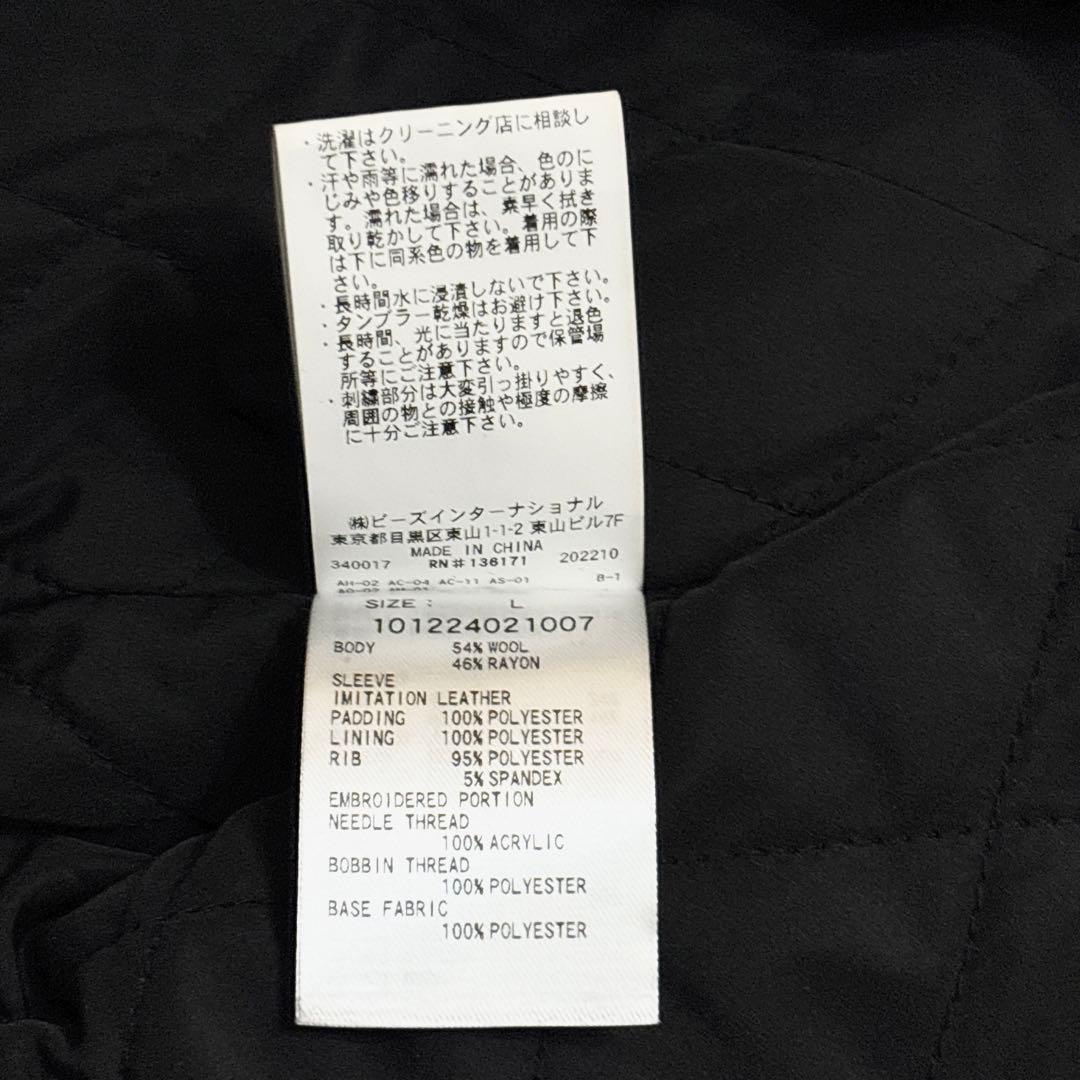 ・洗濯はクリーニング店に相談し
て下さい。
・汗や雨等に濡れた場合、色のに
じみや色移りすることがありま
す。濡れた場合は、素早く拭き
取り乾かして下さい。着用の際
は下に同系色の物を着用して下
さい。
・長時間水に浸漬しないで下さい。
・タンブラー乾燥はお避け下さい。
・長時間、光に当たりますと退色
することがありますので保管場
所等にご注意下さい。
・刺繍部分は大変引っ掛りやすく、
周囲の物との接触や極度の摩擦
に十分ご注意下さい。
㈱ビーズインターナショナル
東京都目黒区東山1-1-2 東山ビル7F
MADE IN CHINA
340017 RN#136171 202210
AH-02 AC-04 AC-11 AS-01 8-1
SIZE : L
101224021007
BODY 54% WOOL
46% RAYON
SLEEVE
IMITATION LEATHER
PADDING 100% POLYESTER
LINING 100% POLYESTER
RIB 95% POLYESTER
5% SPANDEX
EMBROIDERED PORTION
NEEDLE THREAD
100% ACRYLIC
BOBBIN THREAD
100% POLYESTER
BASE FABRIC
100% POLYESTER